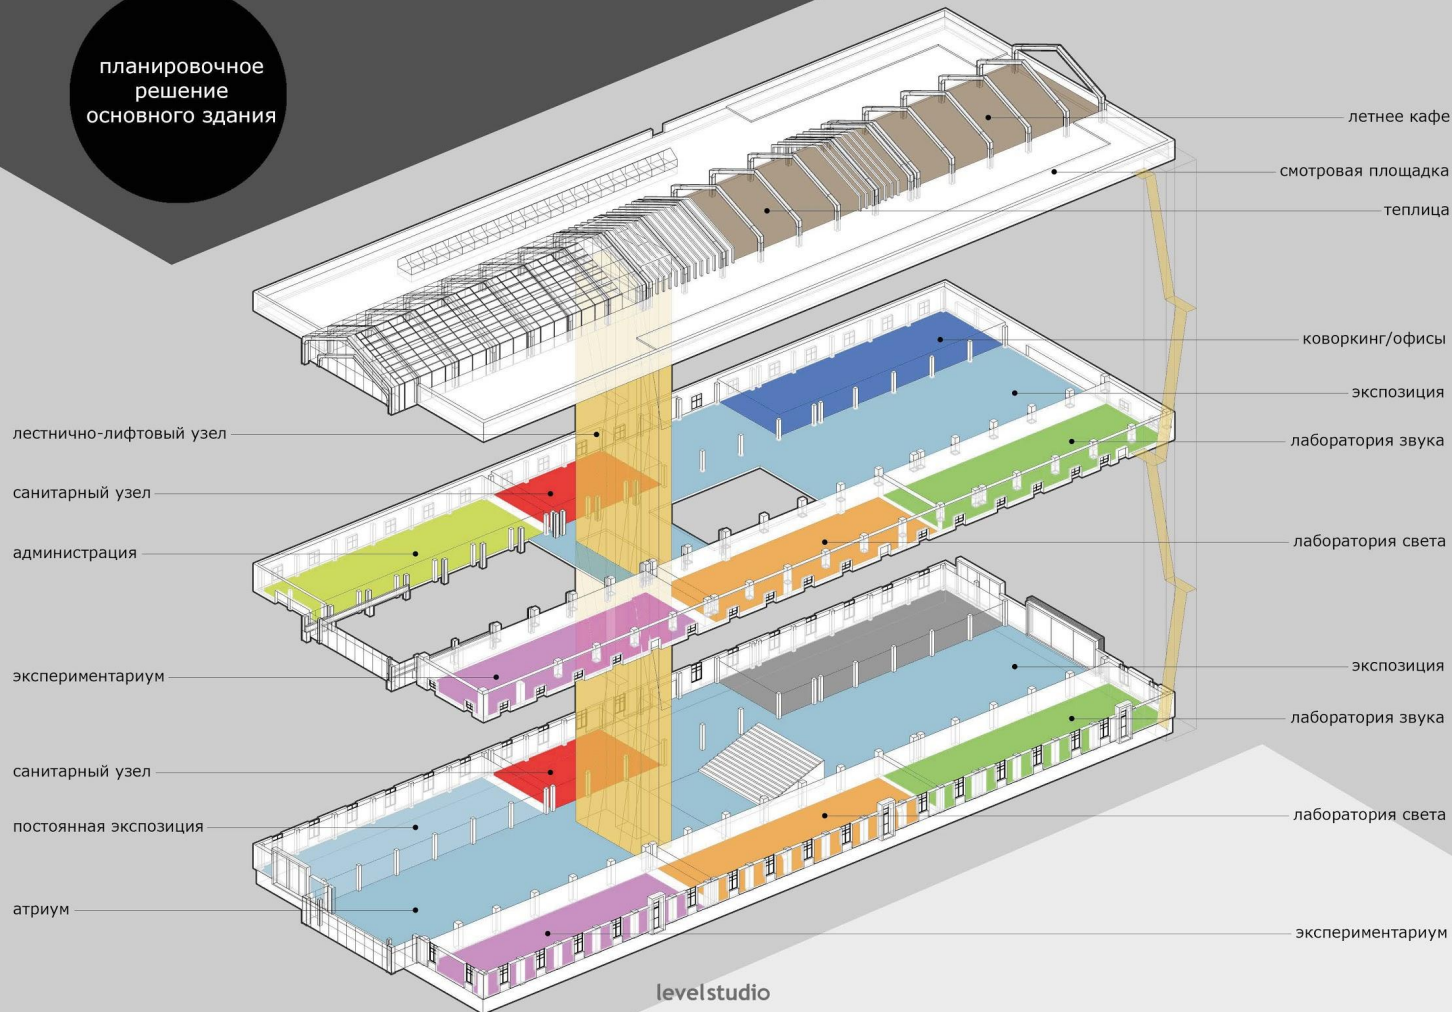 планировочное
решение
основного здания
летнее кафе
смотровая площадка
теплица
коворкинг/офисы
экспозиция
лестнично-лифтовый узел
лаборатория звука
санитарный узел
лаборатория света
администрация
экспозиция
экспериментариум
лаборатория звука
санитарный узел
лаборатория света
постоянная экспозиция
атриум
экспериментариум
levelstudio